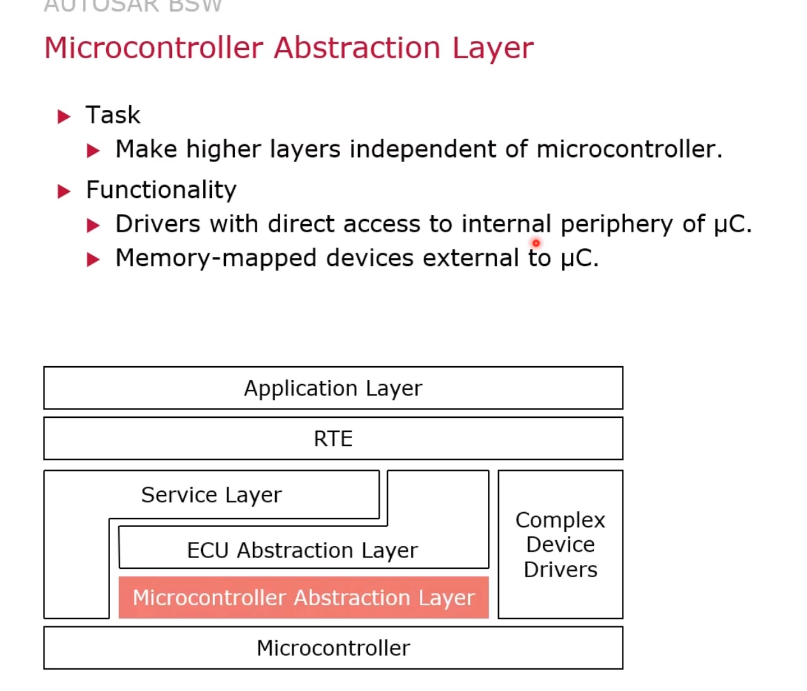 AUTOSAR BSW
Microcontroller Abstraction Layer
Task
Make higher layers independent of microcontroller.
Functionality
Drivers with direct access to internal periphery of µC.
Memory-mapped devices external to µC.
Application Layer
RTE
Service Layer
ECU Abstraction Layer
Complex
Device
Drivers
Microcontroller Abstraction Layer
Microcontroller